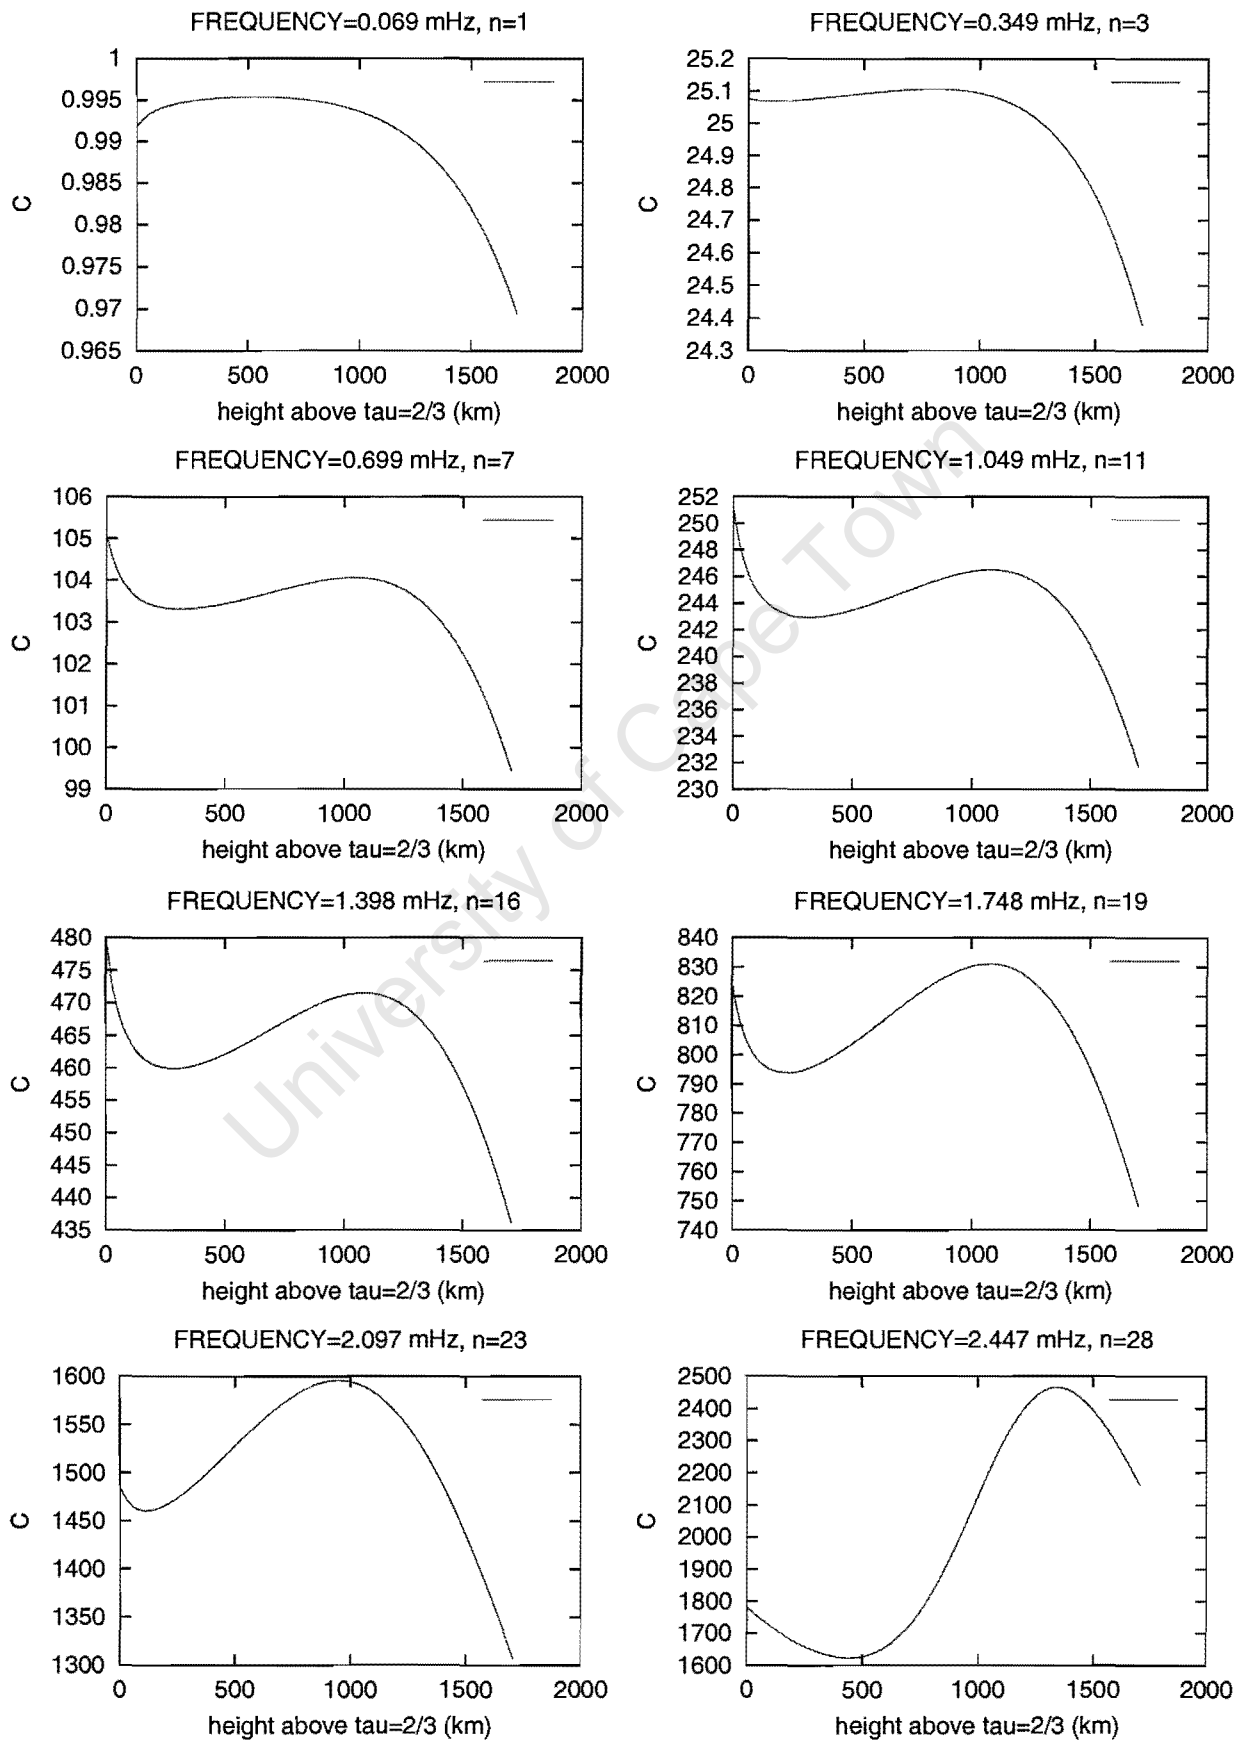 FREQUENCY=0.069 mHz, n=1
1
0.995
0.99
0.985
0.98
0.975
0.97
0.965
C
0 500 1000 1500 2000
height above tau=2/3 (km)
FREQUENCY=0.349 mHz, n=3
25.2
25.1
25
24.9
24.8
24.7
24.6
24.5
24.4
24.3
C
0 500 1000 1500 2000
height above tau=2/3 (km)
FREQUENCY=0.699 mHz, n=7
106
105
104
103
102
101
100
99
C
0 500 1000 1500 2000
height above tau=2/3 (km)
FREQUENCY=1.049 mHz, n=11
252
250
248
246
244
242
240
238
236
234
232
230
C
0 500 1000 1500 2000
height above tau=2/3 (km)
FREQUENCY=1.398 mHz, n=16
480
475
470
465
460
455
450
445
440
435
C
0 500 1000 1500 2000
height above tau=2/3 (km)
FREQUENCY=1.748 mHz, n=19
840
830
820
810
800
790
780
770
760
750
740
C
0 500 1000 1500 2000
height above tau=2/3 (km)
FREQUENCY=2.097 mHz, n=23
1600
1550
1500
1450
1400
1350
1300
C
0 500 1000 1500 2000
height above tau=2/3 (km)
FREQUENCY=2.447 mHz, n=28
2500
2400
2300
2200
2100
2000
1900
1800
1700
1600
C
0 500 1000 1500 2000
height above tau=2/3 (km)
University of Cape Town